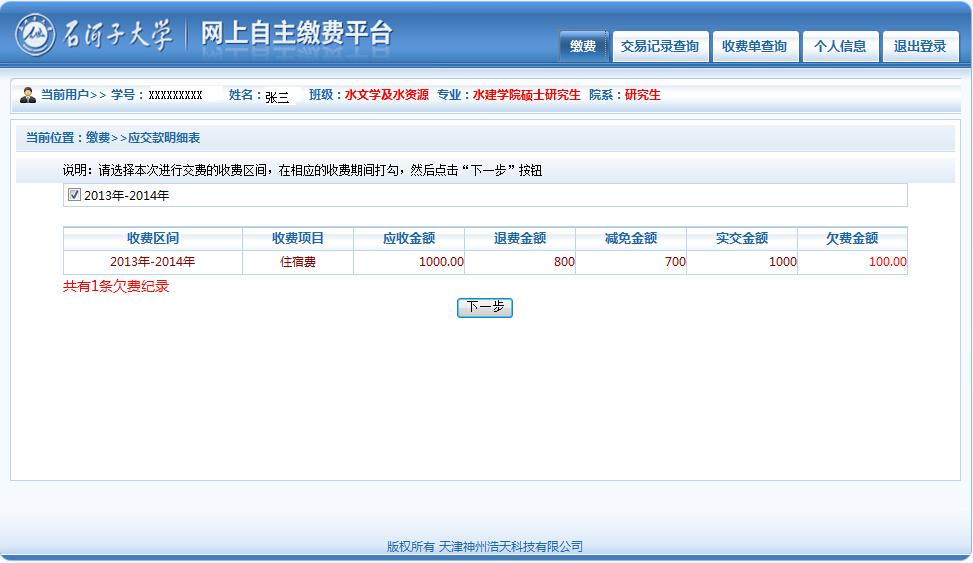 石河子大学 网上自主缴费平台
缴费 交易记录查询 收费单查询 个人信息 退出登录
当前用户>> 学号：XXXXXXXXX 姓名：张三 班级：水文学及水资源 专业：水建学院硕士研究生 院系：研究生
当前位置：缴费>>应交款明细表
说明：请选择本次进行交费的收费区间，在相应的收费期间打勾，然后点击“下一步”按钮
2013年-2014年
收费区间 收费项目 应收金额 退费金额 减免金额 实交金额 欠费金额
2013年-2014年 住宿费 1000.00 800 700 1000 100.00
共有1条欠费纪录
下一步
版权所有 天津神州浩天科技有限公司